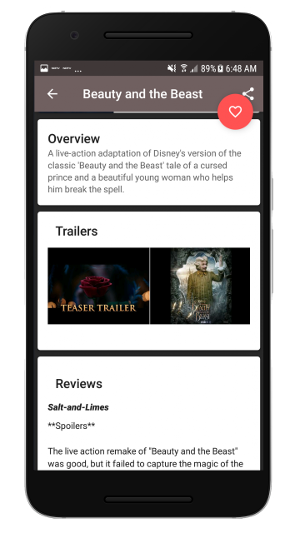 89% 6:48 AM
Beauty and the Beast
Overview
A live-action adaptation of Disney's version of the
classic 'Beauty and the Beast' tale of a cursed
prince and a beautiful young woman who helps
him break the spell.
Trailers
TEASER TRAILER
BEAUTY
BEAST
Reviews
Salt-and-Limes
**Spoilers**
The live action remake of "Beauty and the Beast"
was good, but it failed to capture the magic of the